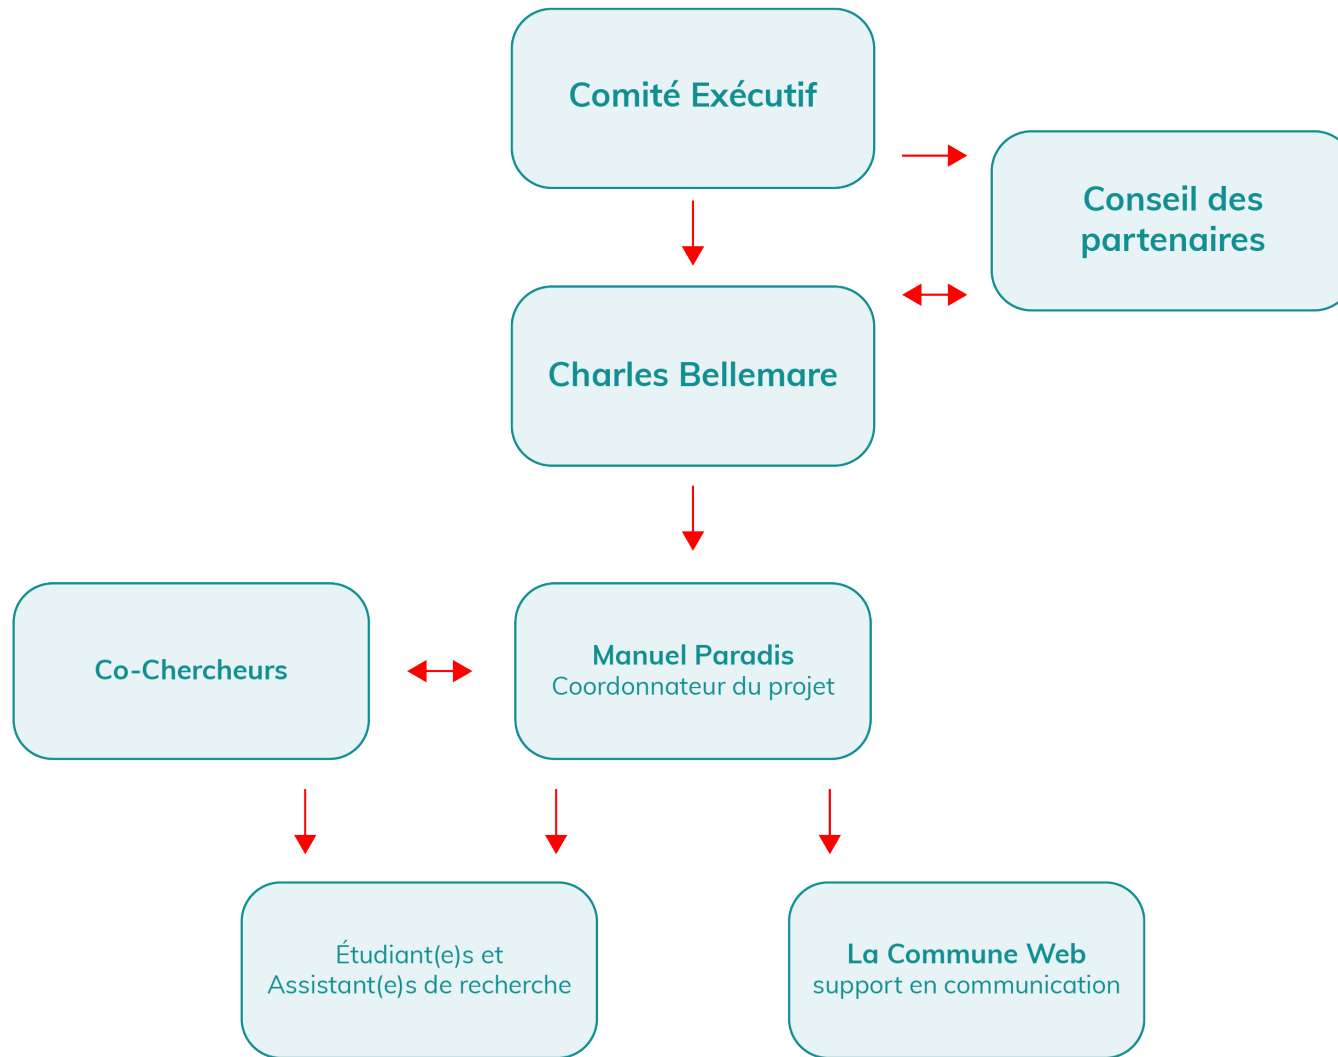 Comité Exécutif
Conseil des
partenaires
Charles Bellemare
Co-Chercheurs
Manuel Paradis
Coordonnateur du projet
Étudiant(e)s et
Assistant(e)s de recherche
La Commune Web
support en communication